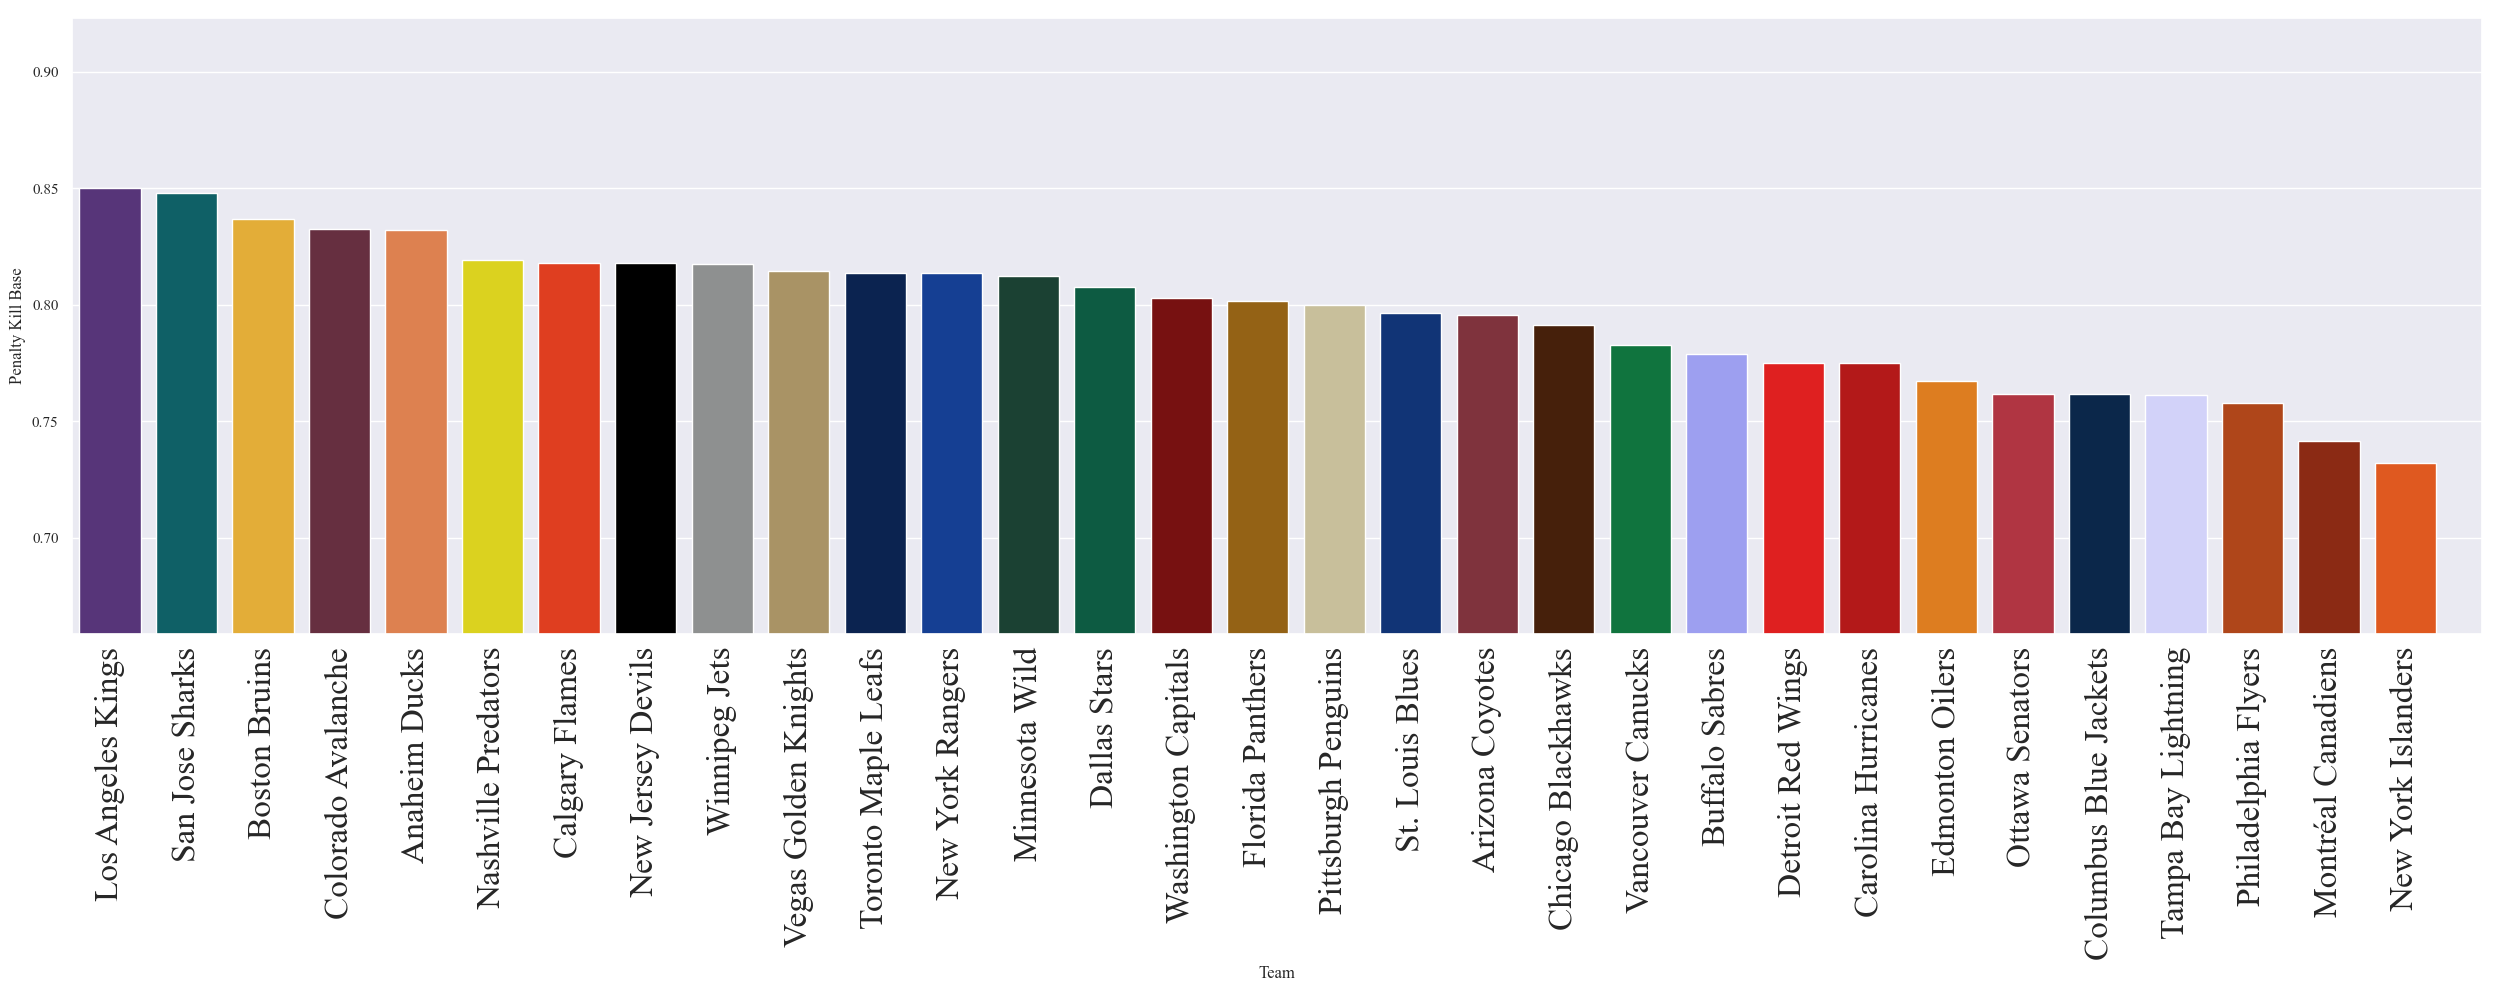 0.90
0.85
0.80
0.75
0.70
Penalty Kill Base
Los Angeles Kings
San Jose Sharks
Boston Bruins
Colorado Avalanche
Anaheim Ducks
Nashville Predators
Calgary Flames
New Jersey Devils
Winnipeg Jets
Vegas Golden Knights
Toronto Maple Leafs
New York Rangers
Minnesota Wild
Dallas Stars
Washington Capitals
Florida Panthers
Pittsburgh Penguins
St. Louis Blues
Arizona Coyotes
Chicago Blackhawks
Vancouver Canucks
Buffalo Sabres
Detroit Red Wings
Carolina Hurricanes
Edmonton Oilers
Ottawa Senators
Columbus Blue Jackets
Tampa Bay Lightning
Philadelphia Flyers
Montréal Canadiens
New York Islanders
Team